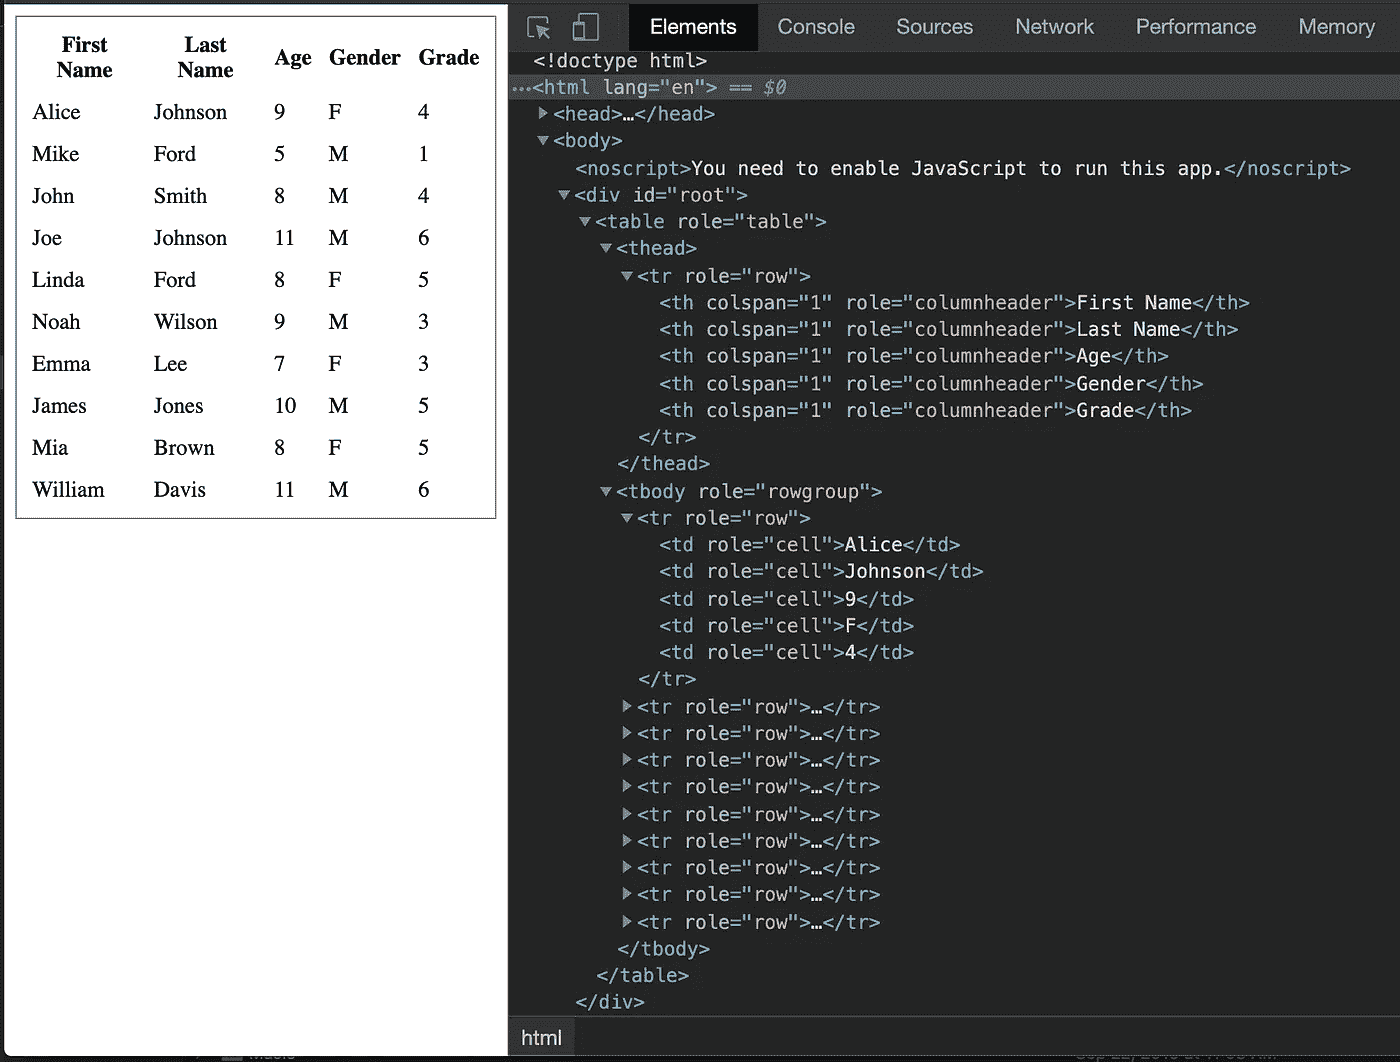 First Name Last Name Age Gender Grade
Alice Johnson 9 F 4
Mike Ford 5 M 1
John Smith 8 M 4
Joe Johnson 11 M 6
Linda Ford 8 F 5
Noah Wilson 9 M 3
Emma Lee 7 F 3
James Jones 10 M 5
Mia Brown 8 F 5
William Davis 11 M 6
Elements Console Sources Network Performance Memory
<!doctype html>
…<html lang="en"> == $0
<head>…</head>
<body>
<noscript>You need to enable JavaScript to run this app.</noscript>
<div id="root">
<table role="table">
<thead>
<tr role="row">
<th colspan="1" role="columnheader">First Name</th>
<th colspan="1" role="columnheader">Last Name</th>
<th colspan="1" role="columnheader">Age</th>
<th colspan="1" role="columnheader">Gender</th>
<th colspan="1" role="columnheader">Grade</th>
</tr>
</thead>
<tbody role="rowgroup">
<tr role="row">
<td role="cell">Alice</td>
<td role="cell">Johnson</td>
<td role="cell">9</td>
<td role="cell">F</td>
<td role="cell">4</td>
</tr>
<tr role="row">…</tr>
<tr role="row">…</tr>
<tr role="row">…</tr>
<tr role="row">…</tr>
<tr role="row">…</tr>
<tr role="row">…</tr>
<tr role="row">…</tr>
<tr role="row">…</tr>
<tr role="row">…</tr>
</tbody>
</table>
</div>
html